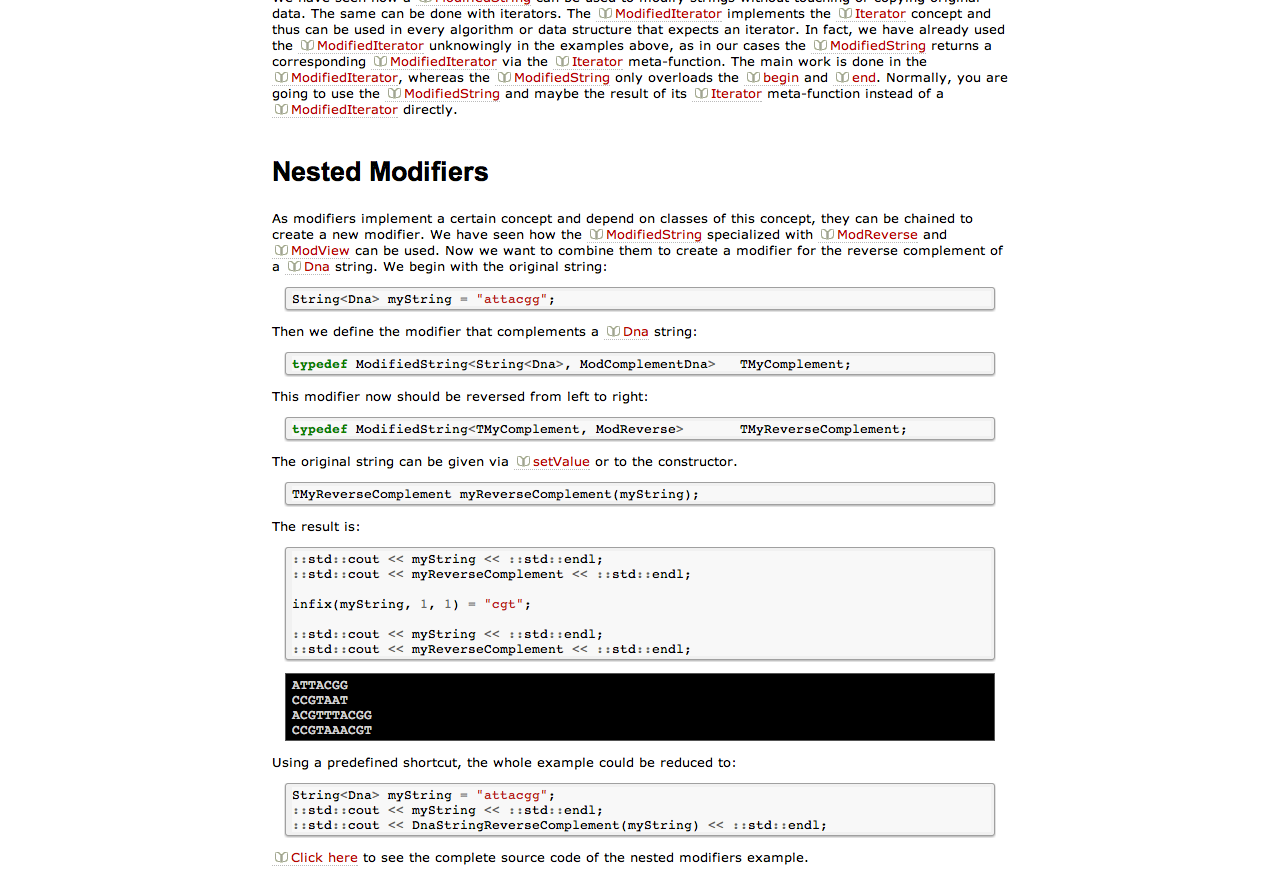 We have seen how a ModifiedString can be used to modify strings without touching or copying original
data. The same can be done with iterators. The ModifiedIterator implements the Iterator concept and
thus can be used in every algorithm or data structure that expects an iterator. In fact, we have already used
the ModifiedIterator unknowingly in the examples above, as in our cases the ModifiedString returns a
corresponding ModifiedIterator via the Iterator meta-function. The main work is done in the
ModifiedIterator, whereas the ModifiedString only overloads the begin and end. Normally, you are
going to use the ModifiedString and maybe the result of its Iterator meta-function instead of a
ModifiedIterator directly.
Nested Modifiers
As modifiers implement a certain concept and depend on classes of this concept, they can be chained to
create a new modifier. We have seen how the ModifiedString specialized with ModReverse and
ModView can be used. Now we want to combine them to create a modifier for the reverse complement of
a Dna string. We begin with the original string:
String<Dna> myString = "attacgg";
Then we define the modifier that complements a Dna string:
typedef ModifiedString<String<Dna>, ModComplementDna>   TMyComplement;
This modifier now should be reversed from left to right:
typedef ModifiedString<TMyComplement, ModReverse>       TMyReverseComplement;
The original string can be given via setValue or to the constructor.
TMyReverseComplement myReverseComplement(myString);
The result is:
::std::cout << myString << ::std::endl;
::std::cout << myReverseComplement << ::std::endl;
infix(myString, 1, 1) = "cgt";
::std::cout << myString << ::std::endl;
::std::cout << myReverseComplement << ::std::endl;
ATTACGG
CCGTAAT
ACGTTTACGG
CCGTAAACGT
Using a predefined shortcut, the whole example could be reduced to:
String<Dna> myString = "attacgg";
::std::cout << myString << ::std::endl;
::std::cout << DnaStringReverseComplement(myString) << ::std::endl;
Click here to see the complete source code of the nested modifiers example.